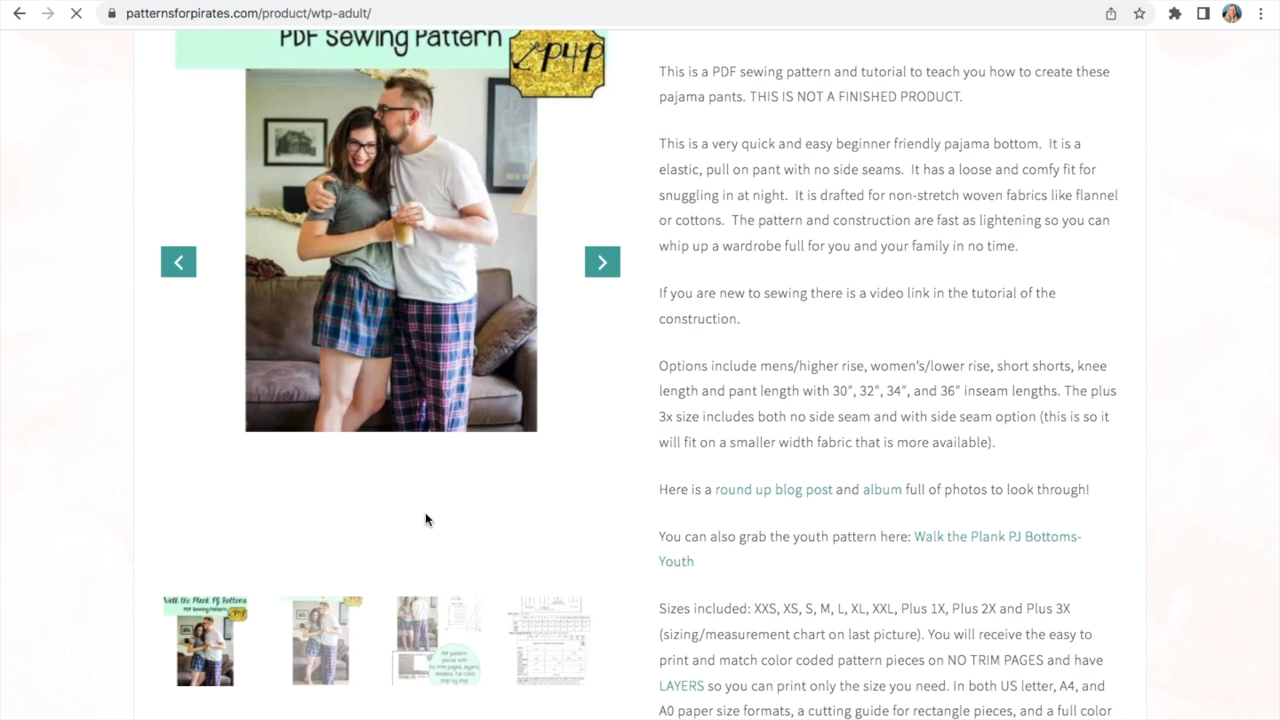 patternsforpirates.com/product/wtp-adult/
PDF Sewing Pattern
P4P
This is a PDF sewing pattern and tutorial to teach you how to create these
pajama pants. THIS IS NOT A FINISHED PRODUCT.
This is a very quick and easy beginner friendly pajama bottom. It is a
elastic, pull on pant with no side seams. It has a loose and comfy fit for
snuggling in at night. It is drafted for non-stretch woven fabrics like flannel
or cottons. The pattern and construction are fast as lightening so you can
whip up a wardrobe full for you and your family in no time.
If you are new to sewing there is a video link in the tutorial of the
construction.
Options include mens/higher rise, women's/lower rise, short shorts, knee
length and pant length with 30", 32", 34", and 36" inseam lengths. The plus
3x size includes both no side seam and with side seam option (this is so it
will fit on a smaller width fabric that is more available).
Here is a round up blog post and album full of photos to look through!
You can also grab the youth pattern here: Walk the Plank PJ Bottoms-
Youth
Walk the Plank PJ Bottoms
PDF Sewing Pattern
Sizes included: XXS, XS, S, M, L, XL, XXL, Plus 1X, Plus 2X and Plus 3X
(sizing/measurement chart on last picture). You will receive the easy to
print and match color coded pattern pieces on NO TRIM PAGES and have
LAYERS so you can print only the size you need. In both US letter, A4, and
A0 paper size formats, a cutting guide for rectangle pieces, and a full color